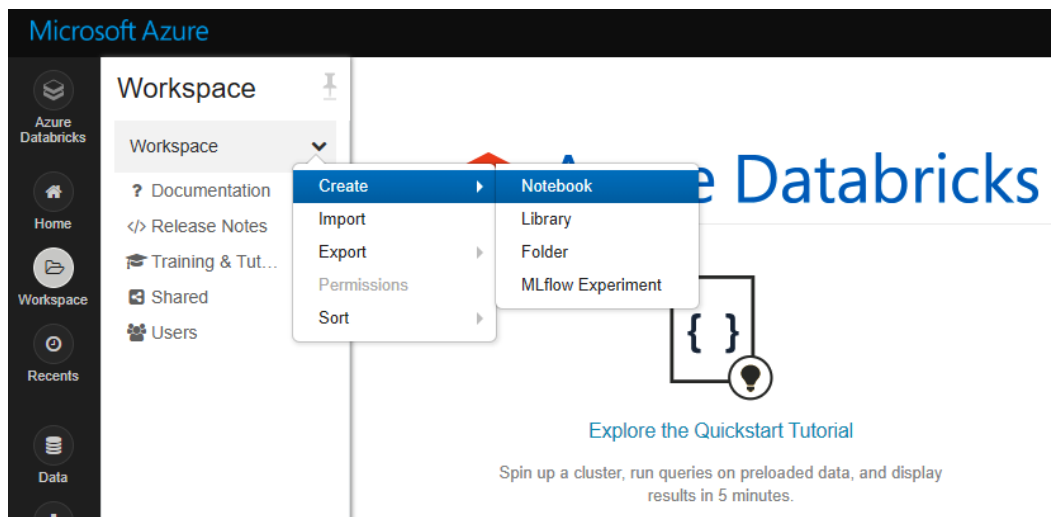 Microsoft Azure
Azure
Databricks
Home
Workspace
Recents
Data
Workspace
Workspace
? Documentation
</> Release Notes
Training & Tut...
Shared
Users
Create
Import
Export
Permissions
Sort
Notebook
Library
Folder
MLflow Experiment
e Databricks
{ }
Explore the Quickstart Tutorial
Spin up a cluster, run queries on preloaded data, and display
results in 5 minutes.